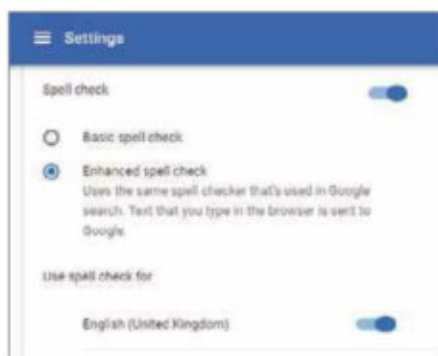 Settings
Spell check
Basic spell check
Enhanced spell check
Uses the same spell checker that's used in Google
search. Text that you type in the browser is sent to
Google
Use spell check for
English (United Kingdom)